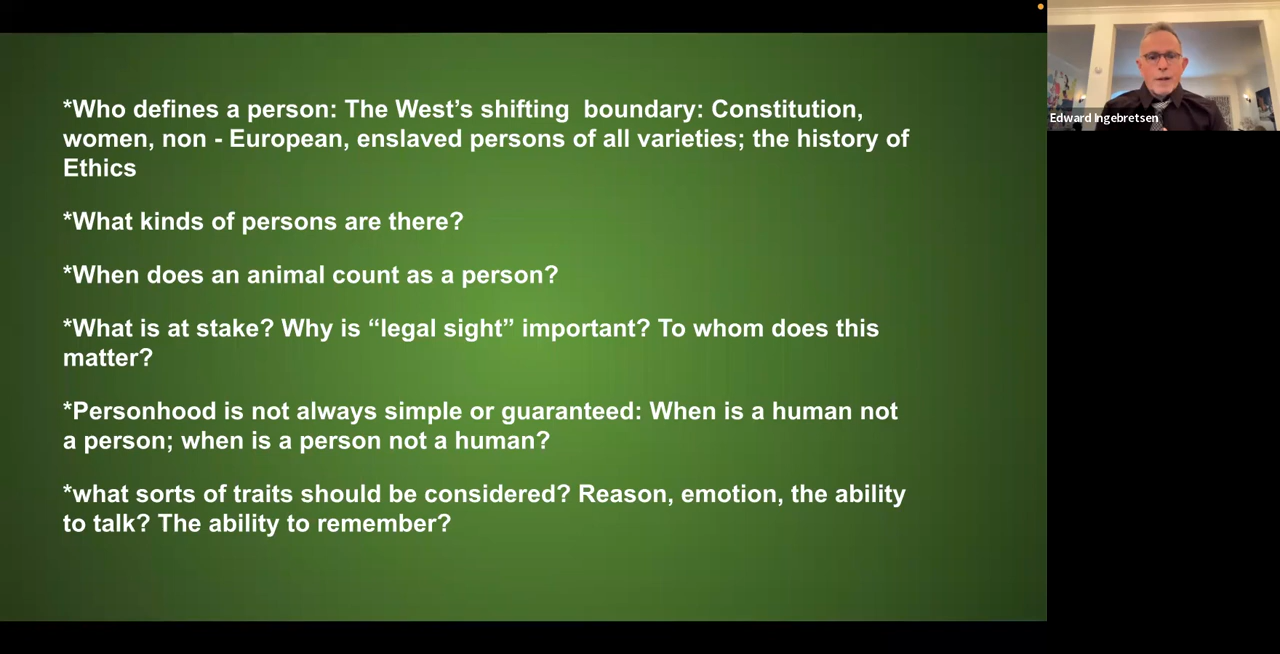 *Who defines a person: The West’s shifting  boundary: Constitution,
women, non - European, enslaved persons of all varieties; the history of
Ethics
*What kinds of persons are there?
*When does an animal count as a person?
*What is at stake? Why is “legal sight” important? To whom does this
matter?
*Personhood is not always simple or guaranteed: When is a human not
a person; when is a person not a human?
*what sorts of traits should be considered? Reason, emotion, the ability
to talk? The ability to remember?
Edward Ingebretsen